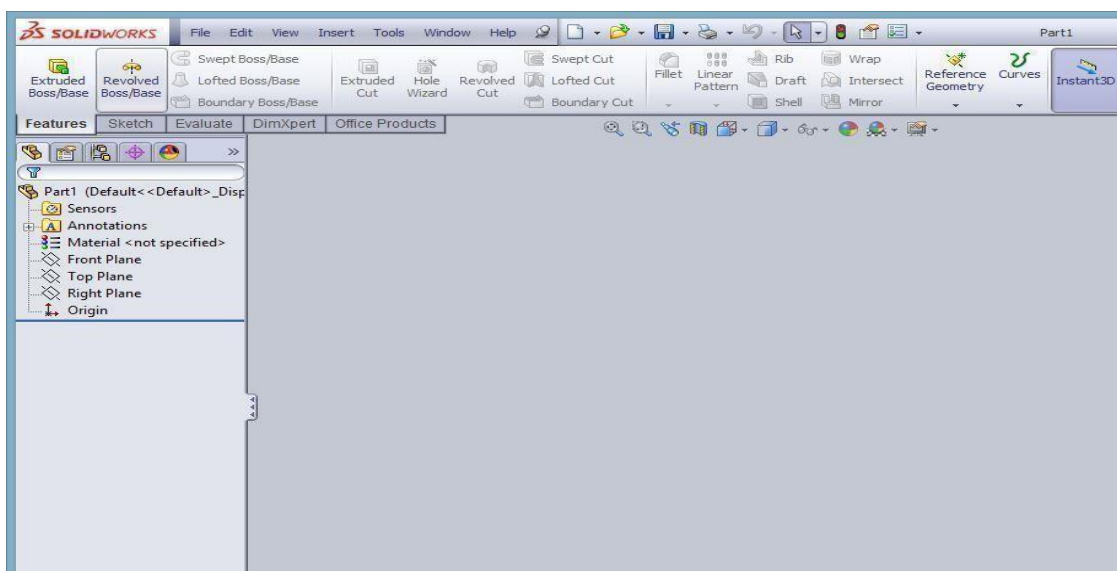 SOLIDWORKS File Edit View Insert Tools Window Help Part1
Extruded Boss/Base
Revolved Boss/Base
Swept Boss/Base
Lofted Boss/Base
Boundary Boss/Base
Extruded Cut
Hole Wizard
Revolved Cut
Swept Cut
Lofted Cut
Boundary Cut
Fillet
Linear Pattern
Rib
Draft
Shell
Wrap
Intersect
Mirror
Reference Geometry
Curves
Instant3D
Features Sketch Evaluate DimXpert Office Products
Part1 (Default<<Default>_Disp
Sensors
Annotations
Material <not specified>
Front Plane
Top Plane
Right Plane
Origin